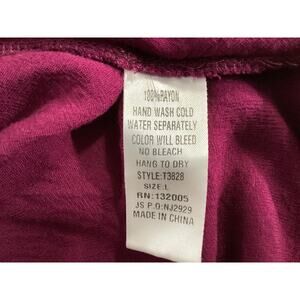 100%RAYON
HAND WASH COLD
WATER SEPARATELY
COLOR WILL BLEED
NO BLEACH
HANG TO DRY
STYLE:T3828
SIZE:L
RN:132005
JS P.O:NJ2929
MADE IN CHINA